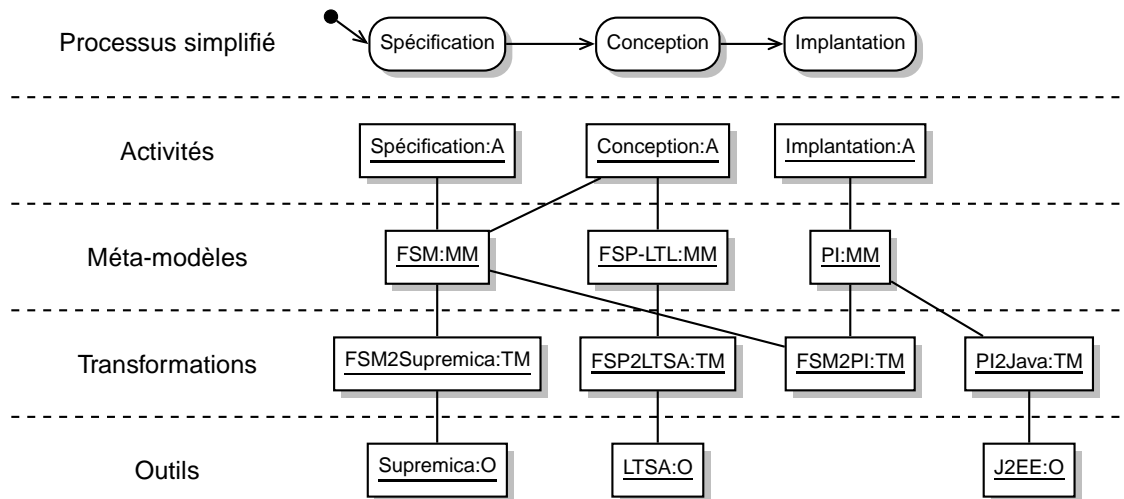 Processus simplifié
Spécification
Conception
Implantation
Activités
Spécification:A
Conception:A
Implantation:A
Méta-modèles
FSM:MM
FSP-LTL:MM
PI:MM
Transformations
FSM2Supremica:TM
FSP2LTSA:TM
FSM2PI:TM
PI2Java:TM
Outils
Supremica:O
LTSA:O
J2EE:O